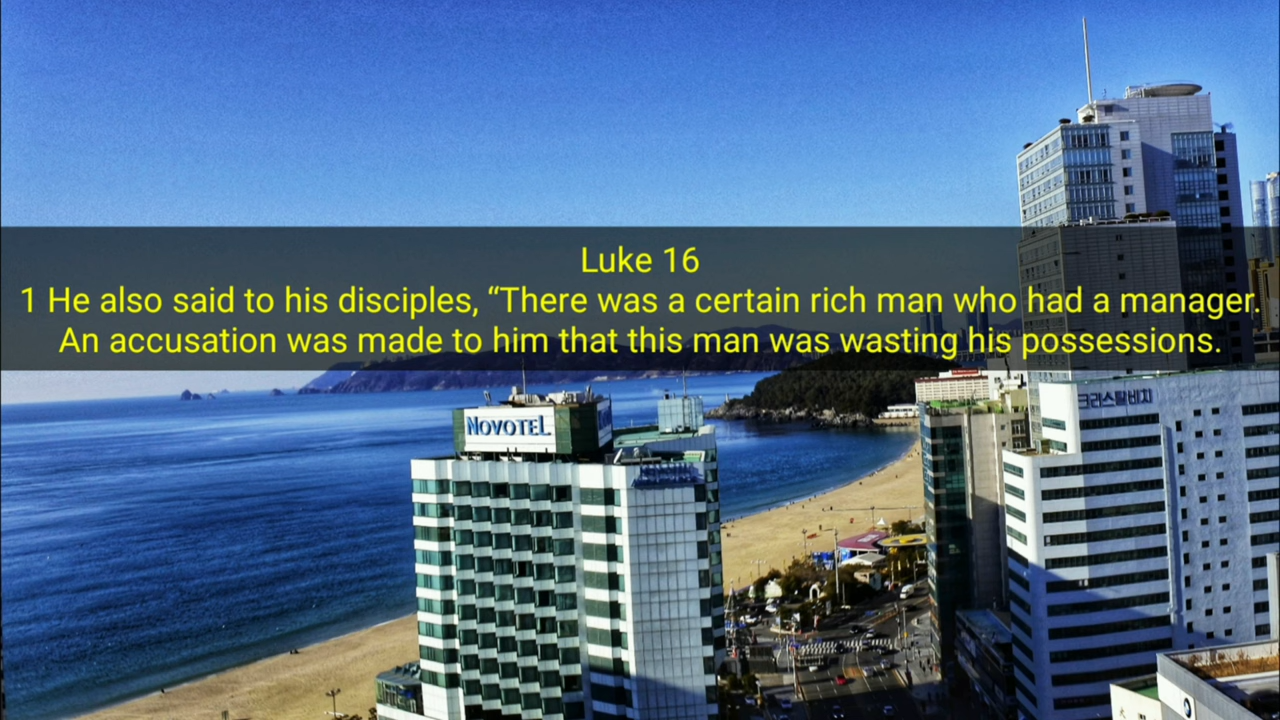 Luke 16
1 He also said to his disciples, “There was a certain rich man who had a manager.
An accusation was made to him that this man was wasting his possessions.
NOVOTEL
크리스탈비치